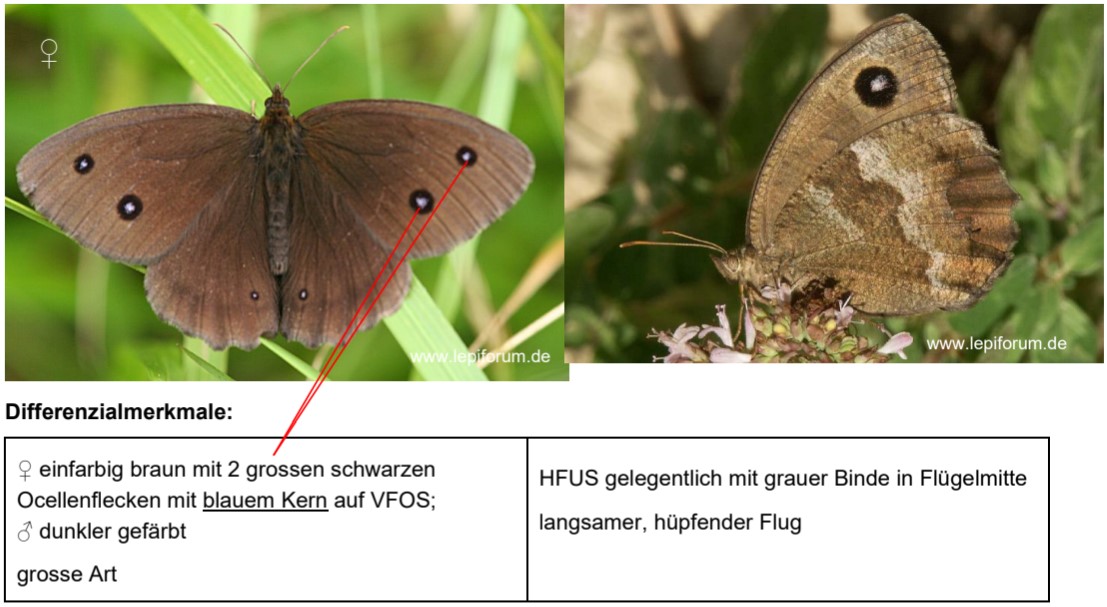 ♀
www.lepiforum.de
www.lepiforum.de
Differenzialmerkmale:
♀ einfarbig braun mit 2 grossen schwarzen
Ocellenflecken mit blauem Kern auf VFOS;
♂ dunkler gefärbt
grosse Art
HFUS gelegentlich mit grauer Binde in Flügelmitte
langsamer, hüpfender Flug